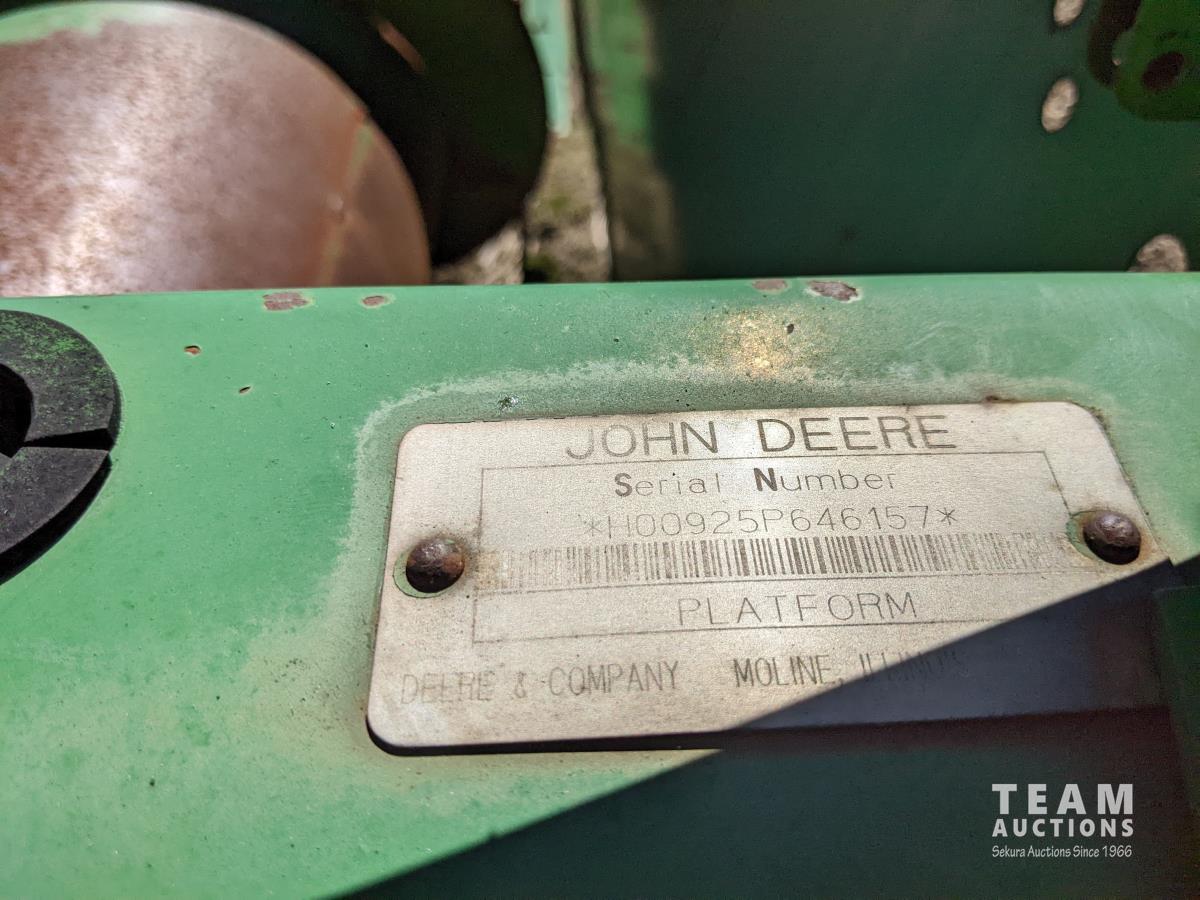 JOHN DEERE
Serial Number
*H00925P646157*
PLATFORM
DEERE & COMPANY MOLINE, ILLINOIS
TEAM
AUCTIONS
Sekura Auctions Since 1966